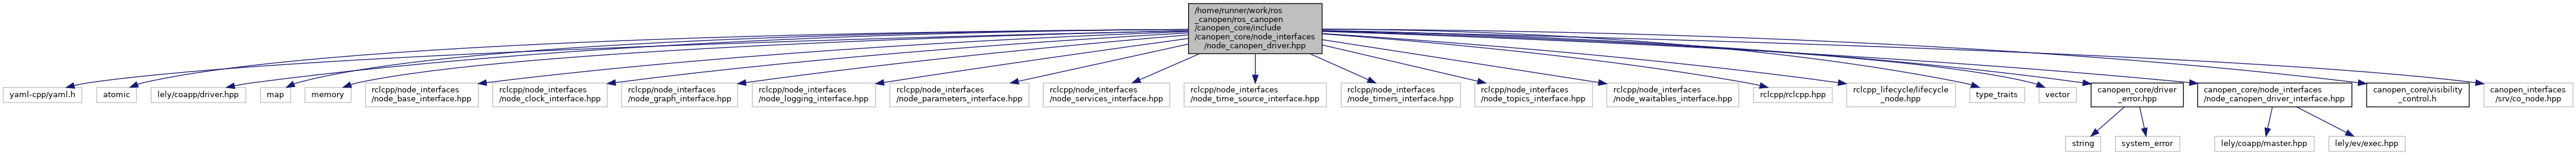 /home/runner/work/ros
_canopen/ros_canopen
/canopen_core/include
/canopen_core/node_interfaces
/node_canopen_driver.hpp
yaml-cpp/yaml.h
atomic
lely/coapp/driver.hpp
map
memory
rclcpp/node_interfaces
/node_base_interface.hpp
rclcpp/node_interfaces
/node_clock_interface.hpp
rclcpp/node_interfaces
/node_graph_interface.hpp
rclcpp/node_interfaces
/node_logging_interface.hpp
rclcpp/node_interfaces
/node_parameters_interface.hpp
rclcpp/node_interfaces
/node_services_interface.hpp
rclcpp/node_interfaces
/node_time_source_interface.hpp
rclcpp/node_interfaces
/node_timers_interface.hpp
rclcpp/node_interfaces
/node_topics_interface.hpp
rclcpp/node_interfaces
/node_waitables_interface.hpp
rclcpp/rclcpp.hpp
rclcpp_lifecycle/lifecycle
_node.hpp
type_traits
vector
canopen_core/driver
_error.hpp
canopen_core/node_interfaces
/node_canopen_driver_interface.hpp
canopen_core/visibility
_control.h
canopen_interfaces
/srv/co_node.hpp
string
system_error
lely/coapp/master.hpp
lely/ev/exec.hpp